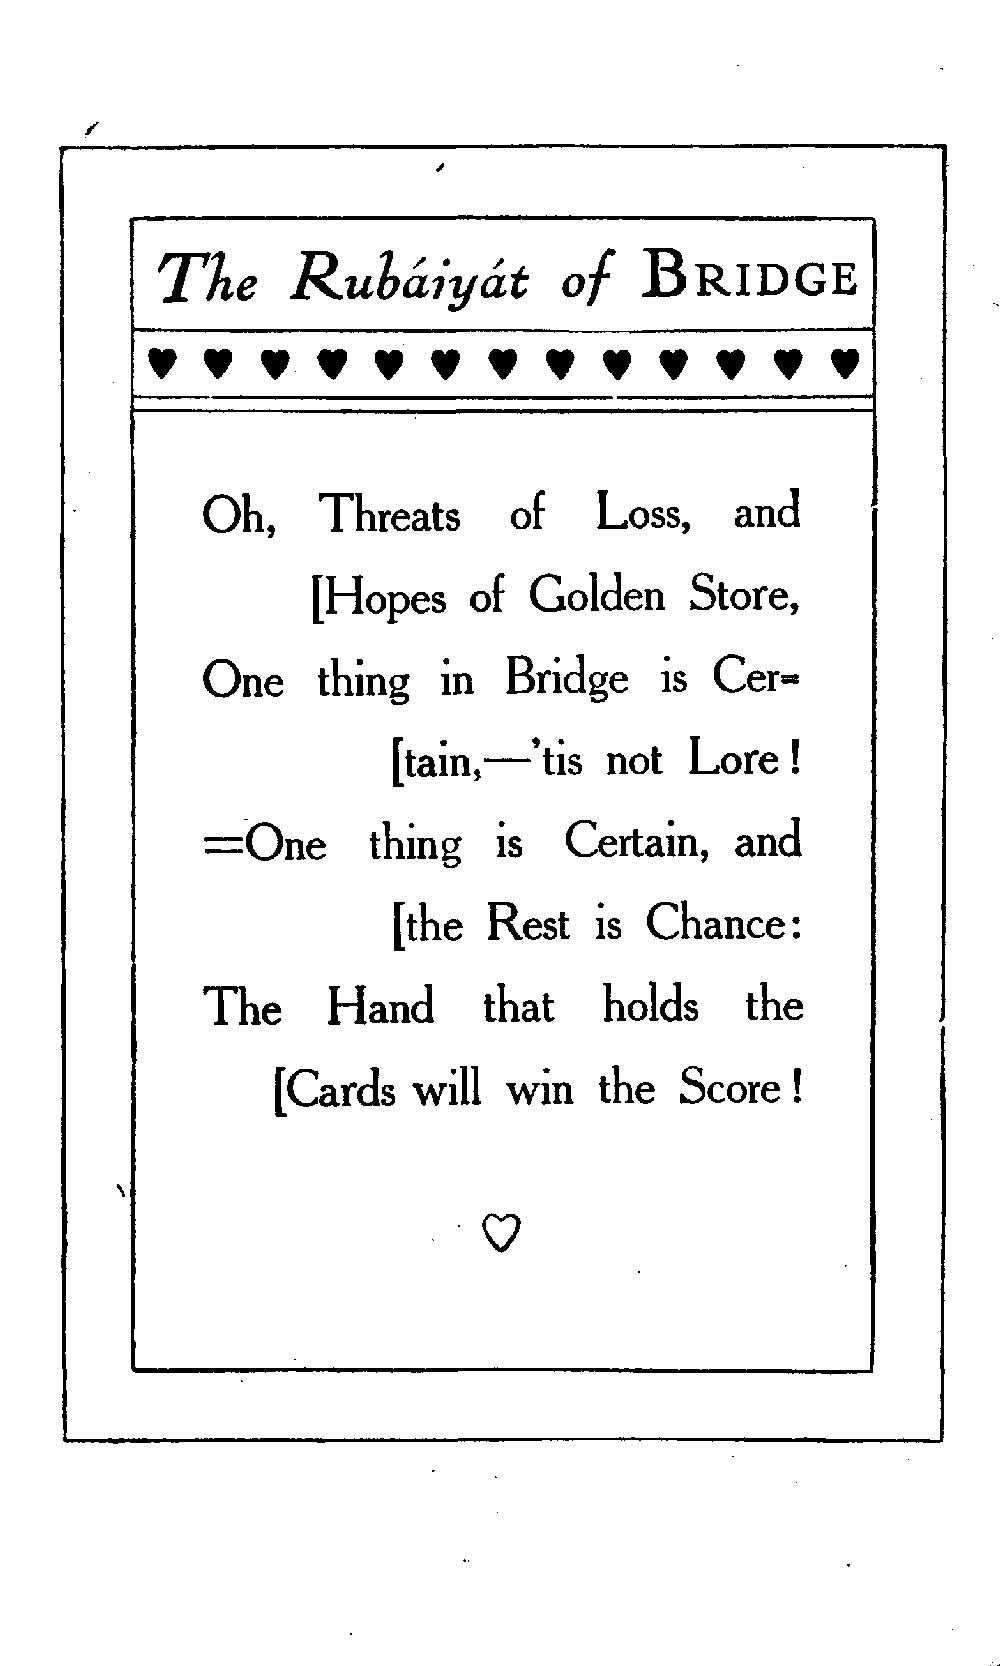 The Rubáiyát of BRIDGE
♥ ♥ ♥ ♥ ♥ ♥ ♥ ♥ ♥ ♥ ♥ ♥ ♥
Oh, Threats of Loss, and
[Hopes of Golden Store,
One thing in Bridge is Cer=
[tain,—'tis not Lore !
=One thing is Certain, and
[the Rest is Chance:
The Hand that holds the
[Cards will win the Score !
♡